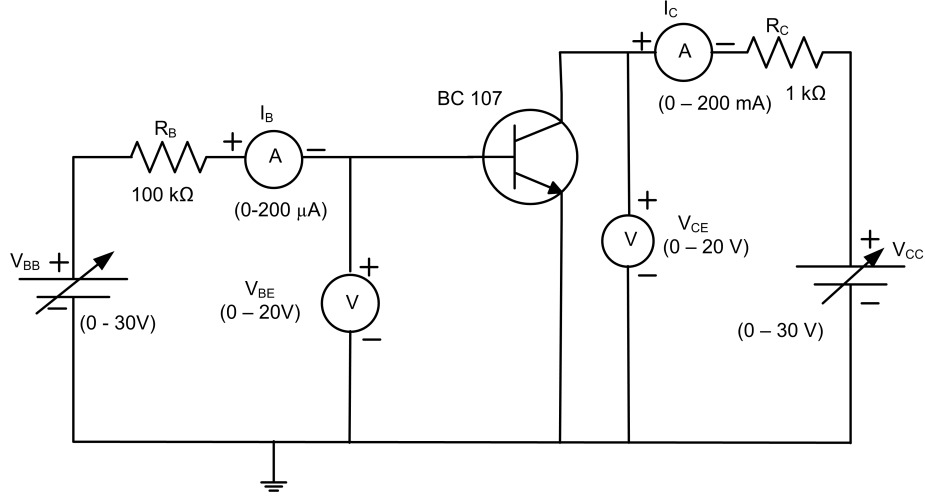 I_C
+ A − R_C
(0 – 200 mA) 1 kΩ
BC 107
I_B
R_B + A −
100 kΩ
(0-200 μA)
V_BB +
−
(0 - 30V)
+
V_BE
V
(0 – 20V)
−
+
V_CE
V
(0 – 20 V)
−
+
V_CC
−
(0 – 30 V)